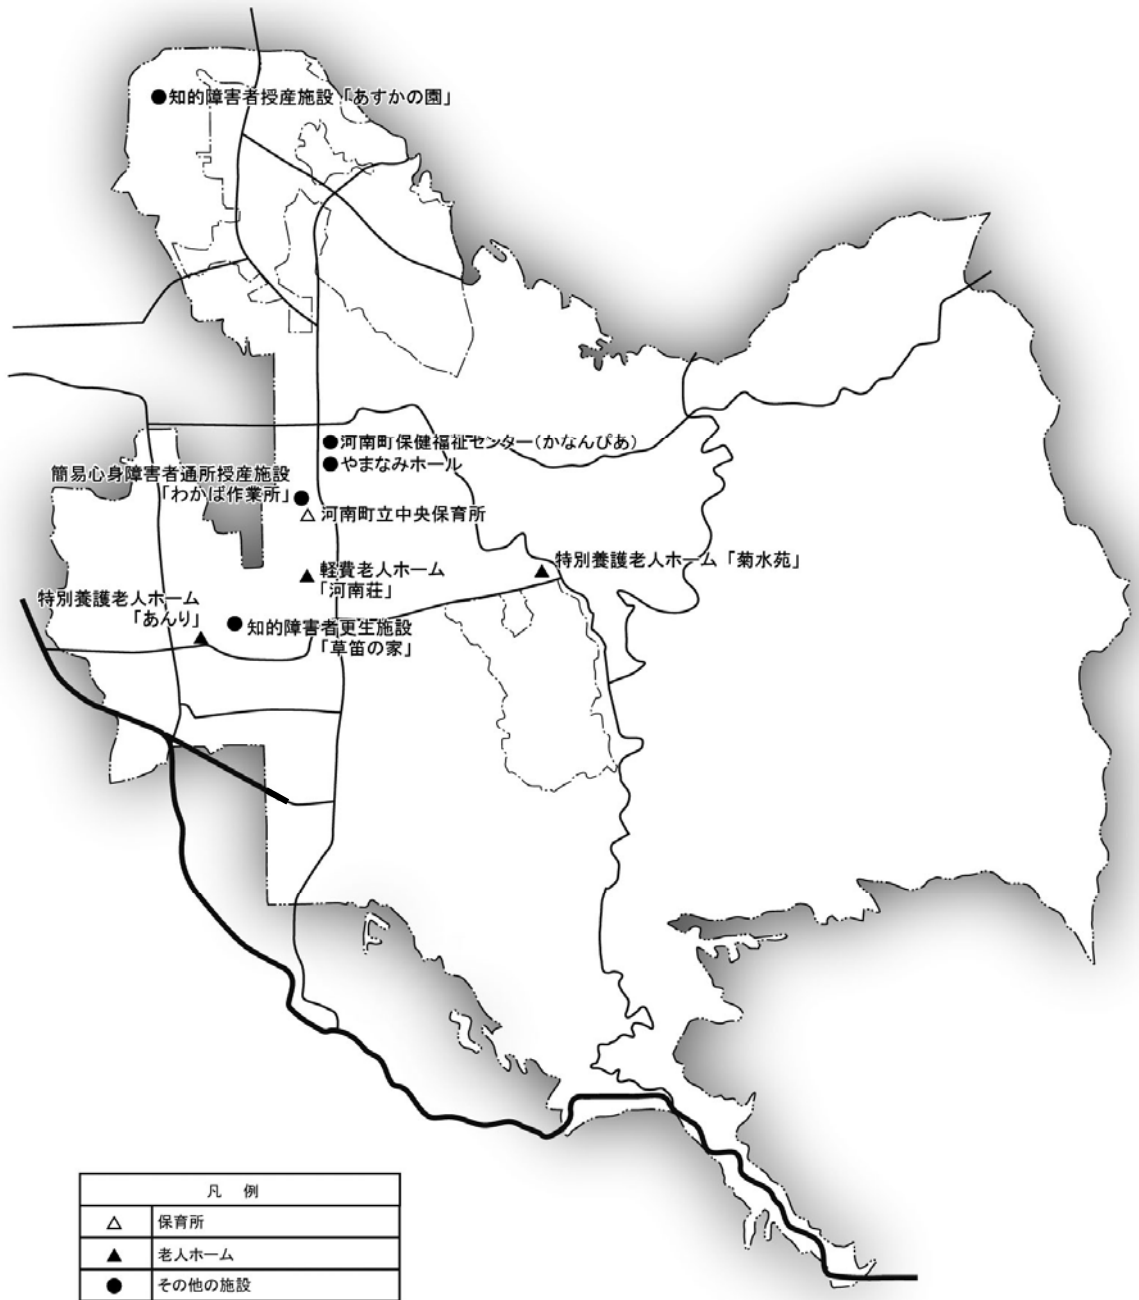 知的障害者授産施設「あすかの園」
河南町保健福祉センター(かなんぴあ)
やまなみホール
簡易心身障害者通所授産施設
「わかば作業所」
河南町立中央保育所
特別養護老人ホーム「菊水苑」
軽費老人ホーム
「河南荘」
特別養護老人ホーム
「あんり」
知的障害者更生施設
「草笛の家」
凡 例
保育所
老人ホーム
その他の施設